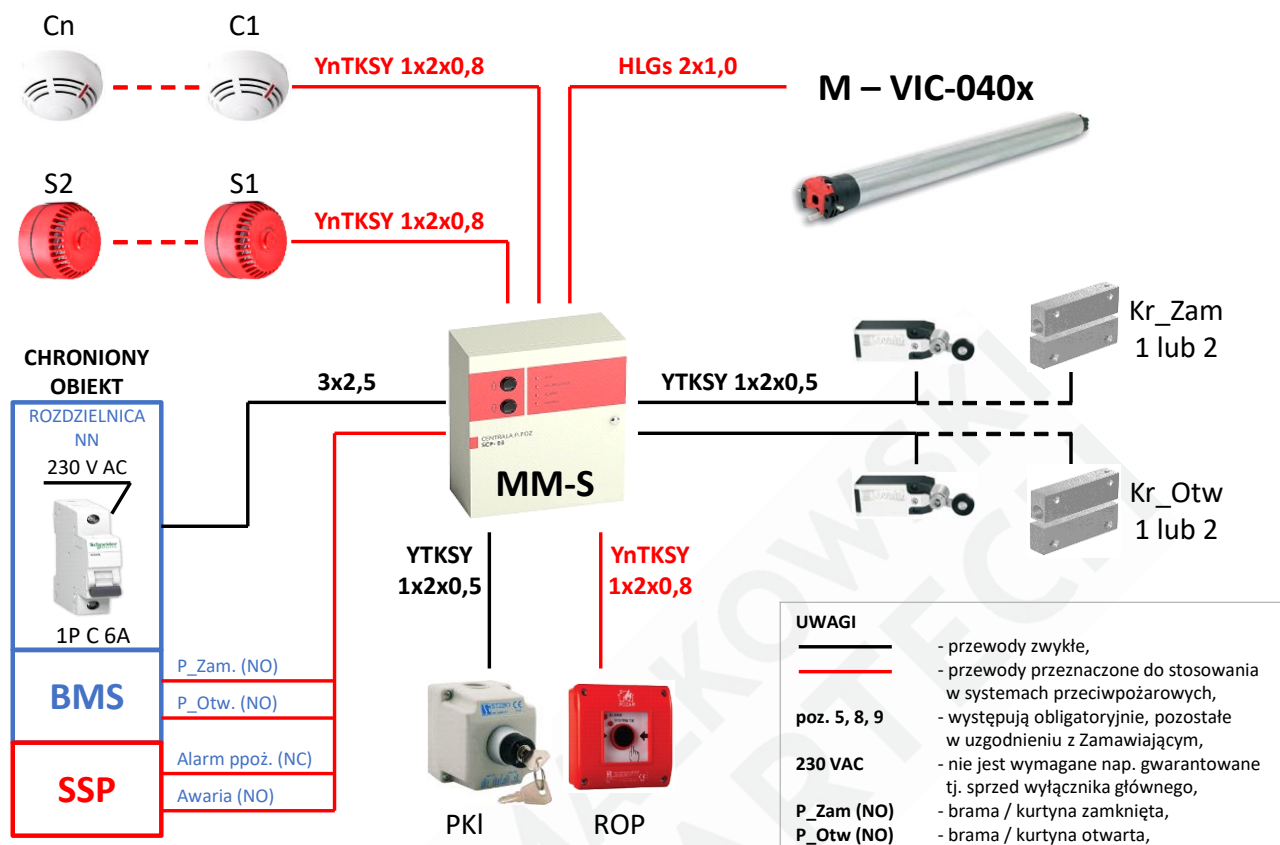 Cn
C1
YnTKSY 1x2x0,8
HLGs 2x1,0
M – VIC-040x
S2
S1
YnTKSY 1x2x0,8
Kr_Zam
1 lub 2
CHRONIONY
OBIEKT
ROZDZIELNICA
NN
230 V AC
1P C 6A
3x2,5
YTKSY 1x2x0,5
CENTRALA P.POŻ
SCP- 03
MM-S
Kr_Otw
1 lub 2
YTKSY
1x2x0,5
YnTKSY
1x2x0,8
BMS
P_Zam. (NO)
P_Otw. (NO)
SSP
Alarm ppoż. (NC)
Awaria (NO)
PKl
ROP
UWAGI
- przewody zwykłe,
- przewody przeznaczone do stosowania
w systemach przeciwpożarowych,
poz. 5, 8, 9 - występują obligatoryjnie, pozostałe
w uzgodnieniu z Zamawiającym,
230 VAC - nie jest wymagane nap. gwarantowane
tj. sprzed wyłącznika głównego,
P_Zam (NO) - brama / kurtyna zamknięta,
P_Otw (NO) - brama / kurtyna otwarta,